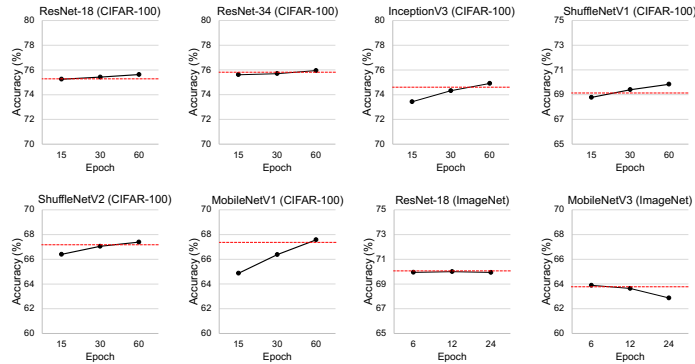 ResNet-18 (CIFAR-100)
80
78
76
74
72
70
Accuracy (%)
15 30 60
Epoch
ResNet-34 (CIFAR-100)
80
78
76
74
72
70
Accuracy (%)
15 30 60
Epoch
InceptionV3 (CIFAR-100)
80
78
76
74
72
70
Accuracy (%)
15 30 60
Epoch
ShuffleNetV1 (CIFAR-100)
75
73
71
69
67
65
Accuracy (%)
15 30 60
Epoch
ShuffleNetV2 (CIFAR-100)
70
68
66
64
62
60
Accuracy (%)
15 30 60
Epoch
MobileNetV1 (CIFAR-100)
70
68
66
64
62
60
Accuracy (%)
15 30 60
Epoch
ResNet-18 (ImageNet)
75
73
71
69
67
65
Accuracy (%)
6 12 24
Epoch
MobileNetV3 (ImageNet)
70
68
66
64
62
60
Accuracy (%)
6 12 24
Epoch